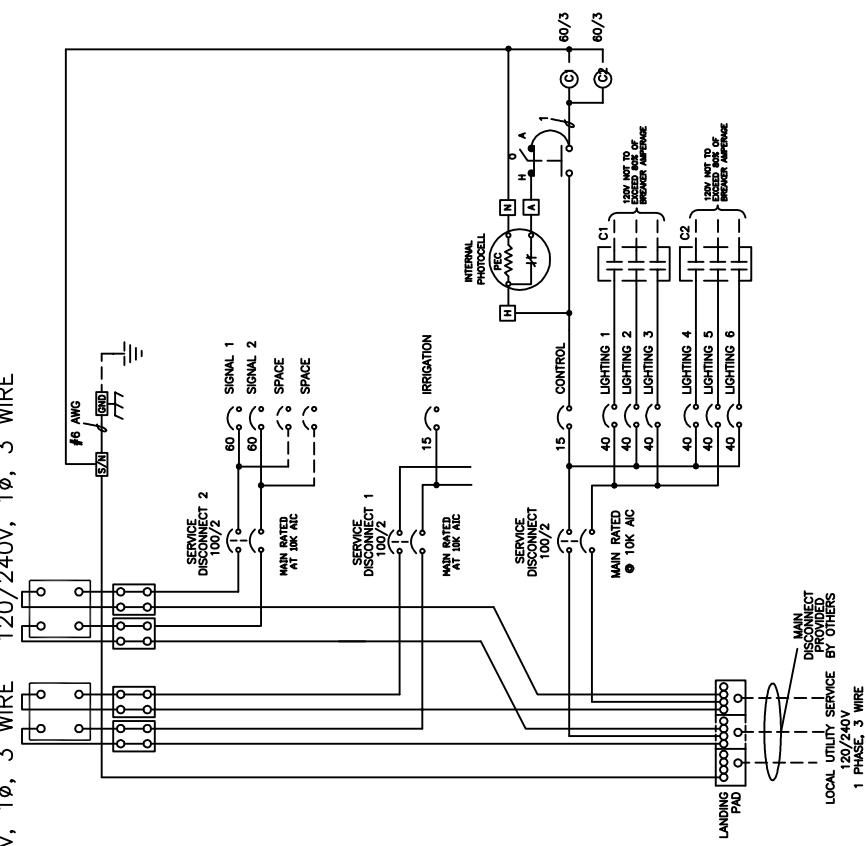 V, 1Ø, 3 WIRE
120/240V, 1Ø, 3 WIRE
#6 AWG
S/N
GND
SERVICE
DISCONNECT 2
100/2
MAIN RATED
AT 10K AIC
60
60
SIGNAL 1
SIGNAL 2
SPACE
SPACE
SERVICE
DISCONNECT 1
100/2
MAIN RATED
AT 10K AIC
15
IRRIGATION
SERVICE
DISCONNECT
100/2
MAIN RATED
@ 10K AIC
15
CONTROL
INTERNAL
PHOTOCELL
PEC
H
N
A
H
A
1
C1
C2
60/3
60/3
40
40
40
LIGHTING 1
LIGHTING 2
LIGHTING 3
C1
120V NOT TO
EXCEED 80% OF
BREAKER AMPERAGE
40
40
40
LIGHTING 4
LIGHTING 5
LIGHTING 6
C2
120V NOT TO
EXCEED 80% OF
BREAKER AMPERAGE
LANDING
PAD
MAIN
DISCONNECT
PROVIDED
BY OTHERS
LOCAL UTILITY SERVICE
120/240V
1 PHASE, 3 WIRE